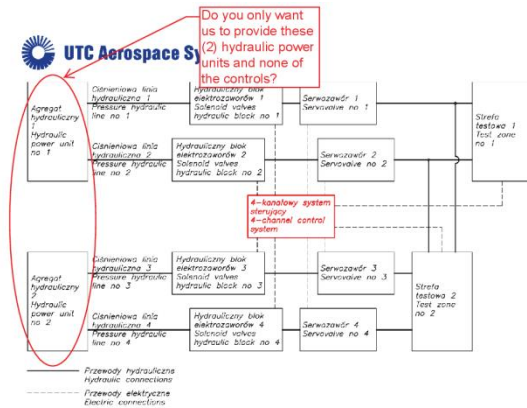 Do you only want
us to provide these
(2) hydraulic power
units and none of
the controls?
UTC Aerospace Sy
Agregat
hydrauliczny
1
Hydraulic
power unit
no 1
Ciśnieniowa linia
hydrauliczna 1
Pressure hydraulic
line no 1
Hydrauliczny blok
elektrozaworów 1
Solenoid valves
hydraulic block no 1
Serwozawór 1
Servovalve no 1
Strefa
testowa 1
Test zone
no 1
Ciśnieniowa linia
hydrauliczna 2
Pressure hydraulic
line no 2
Hydrauliczny blok
elektrozaworów 2
Solenoid valves
hydraulic block no 2
Serwozawór 2
Servovalve no 2
4-kanałowy system
sterujący
4-channel control
system
Agregat
hydrauliczny
2
Hydraulic
power unit
no 2
Ciśnieniowa linia
hydrauliczna 3
Pressure hydraulic
line no 3
Hydrauliczny blok
elektrozaworów 3
Solenoid valves
hydraulic block no 3
Serwozawór 3
Servovalve no 3
Strefa
testowa 2
Test zone
no 2
Ciśnieniowa linia
hydrauliczna 4
Pressure hydraulic
line no 4
Hydrauliczny blok
elektrozaworów 4
Solenoid valves
hydraulic block no 4
Serwozawór 4
Servovalve no 4
Przewody hydrauliczne
Hydraulic connections
Przewody elektryczne
Electric connections